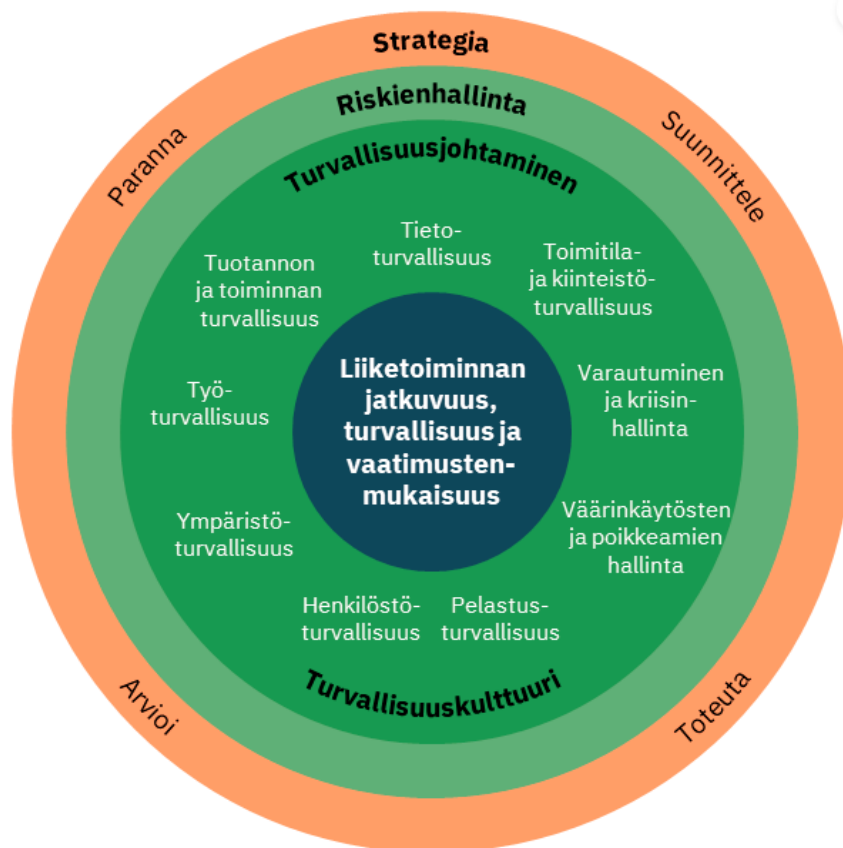 Strategia
Riskienhallinta
Turvallisuusjohtaminen
Paranna
Suunnittele
Tieto-
turvallisuus
Toimitila-
ja kiinteistö-
turvallisuus
Tuotannon
ja toiminnan
turvallisuus
Liiketoiminnan
jatkuvuus,
turvallisuus ja
vaatimusten-
mukaisuus
Varautuminen
ja kriisin-
hallinta
Työ-
turvallisuus
Väärinkäytösten
ja poikkeamien
hallinta
Ympäristö-
turvallisuus
Henkilöstö-
turvallisuus
Pelastus-
turvallisuus
Turvallisuuskulttuuri
Arvioi
Toteuta